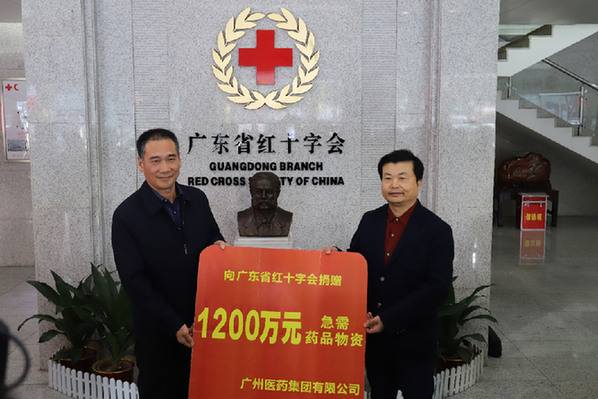 广东省红十字会
GUANGDONG BRANCH
RED CROSS SOCIETY OF CHINA
向广东省红十字会捐赠
1200万元 急需
药品物资
广州医药集团有限公司